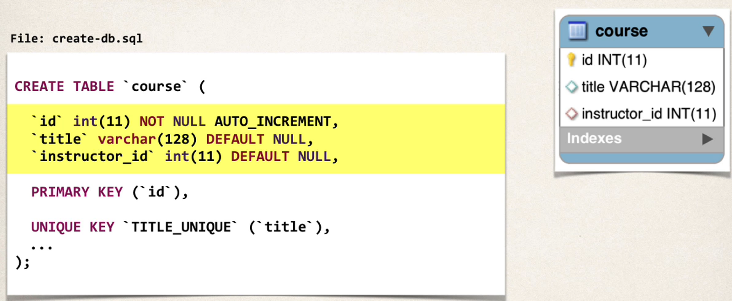 File: create-db.sql
CREATE TABLE `course` (
`id` int(11) NOT NULL AUTO_INCREMENT,
`title` varchar(128) DEFAULT NULL,
`instructor_id` int(11) DEFAULT NULL,
PRIMARY KEY (`id`),
UNIQUE KEY `TITLE_UNIQUE` (`title`),
...
);
course
id INT(11)
title VARCHAR(128)
instructor_id INT(11)
Indexes